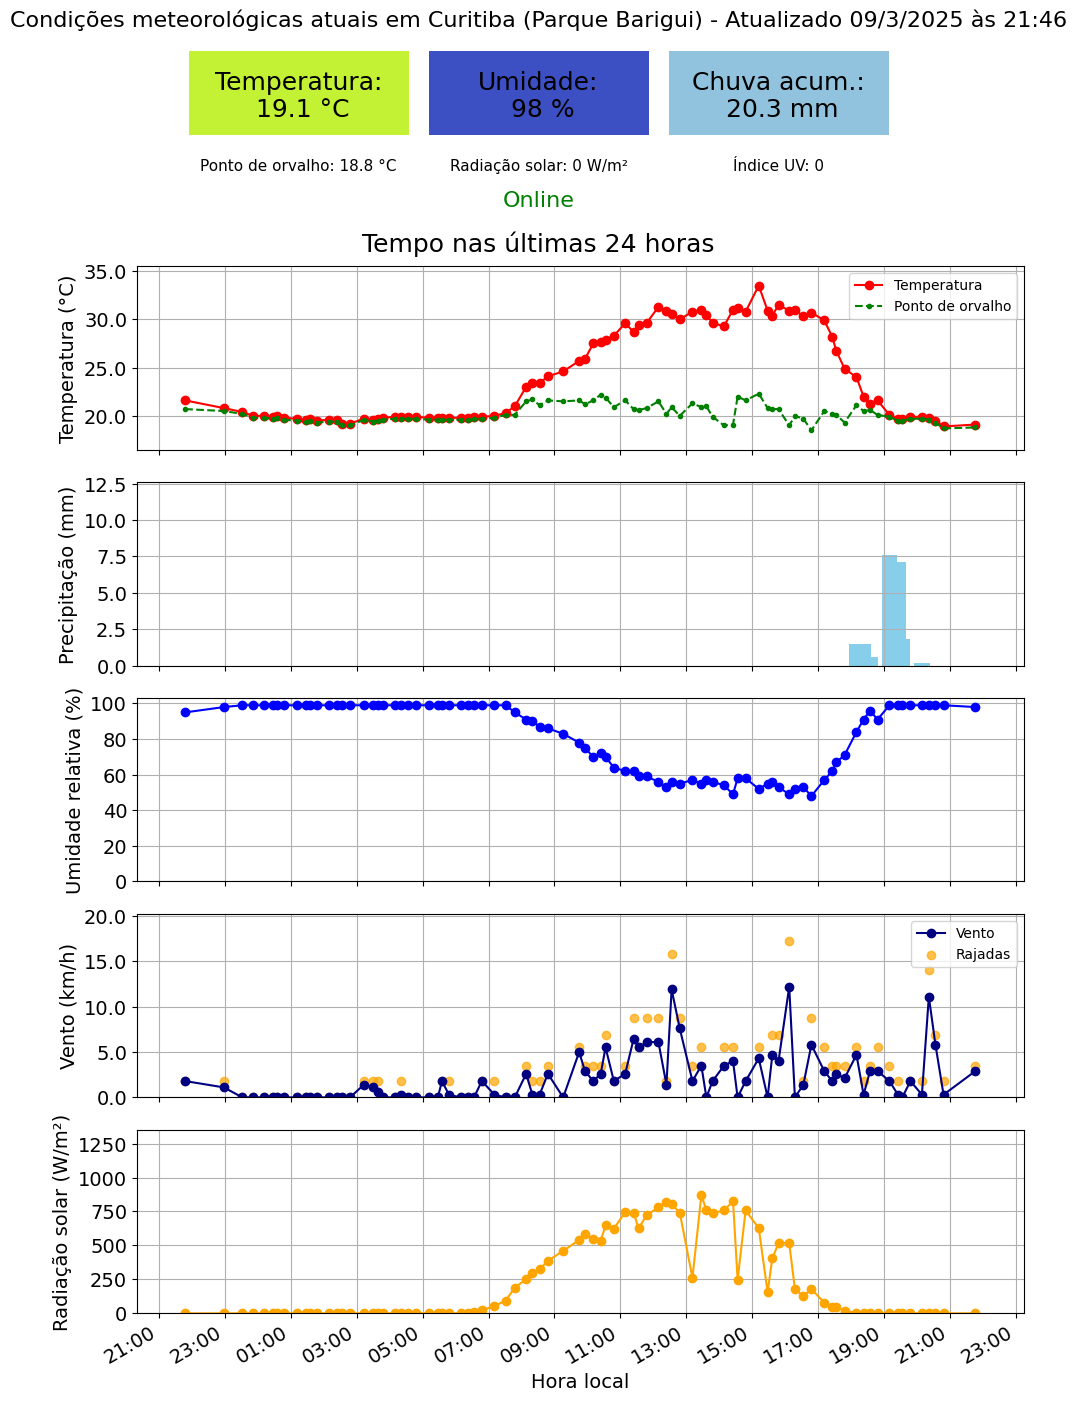 Condições meteorológicas atuais em Curitiba (Parque Barigui) - Atualizado 09/3/2025 às 21:46
Temperatura:
19.1 °C
Umidade:
98 %
Chuva acum.:
20.3 mm
Ponto de orvalho: 18.8 °C
Radiação solar: 0 W/m²
Índice UV: 0
Online
Tempo nas últimas 24 horas
Temperatura (°C)
35.0
30.0
25.0
20.0
Temperatura
Ponto de orvalho
Precipitação (mm)
12.5
10.0
7.5
5.0
2.5
0.0
Umidade relativa (%)
100
80
60
40
20
0
Vento (km/h)
20.0
15.0
10.0
5.0
0.0
Vento
Rajadas
Radiação solar (W/m²)
1250
1000
750
500
250
0
21:00
23:00
01:00
03:00
05:00
07:00
09:00
11:00
13:00
15:00
17:00
19:00
21:00
23:00
Hora local